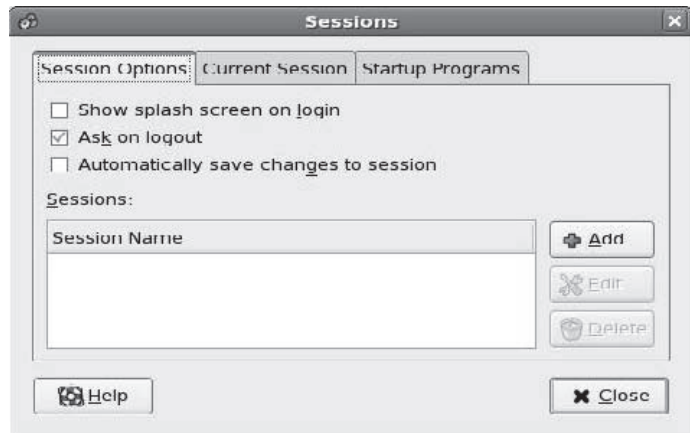 Sessions
Session Options Current Session Startup Programs
Show splash screen on login
Ask on logout
Automatically save changes to session
Sessions:
Session Name
Add
Edit
Delete
Help Close